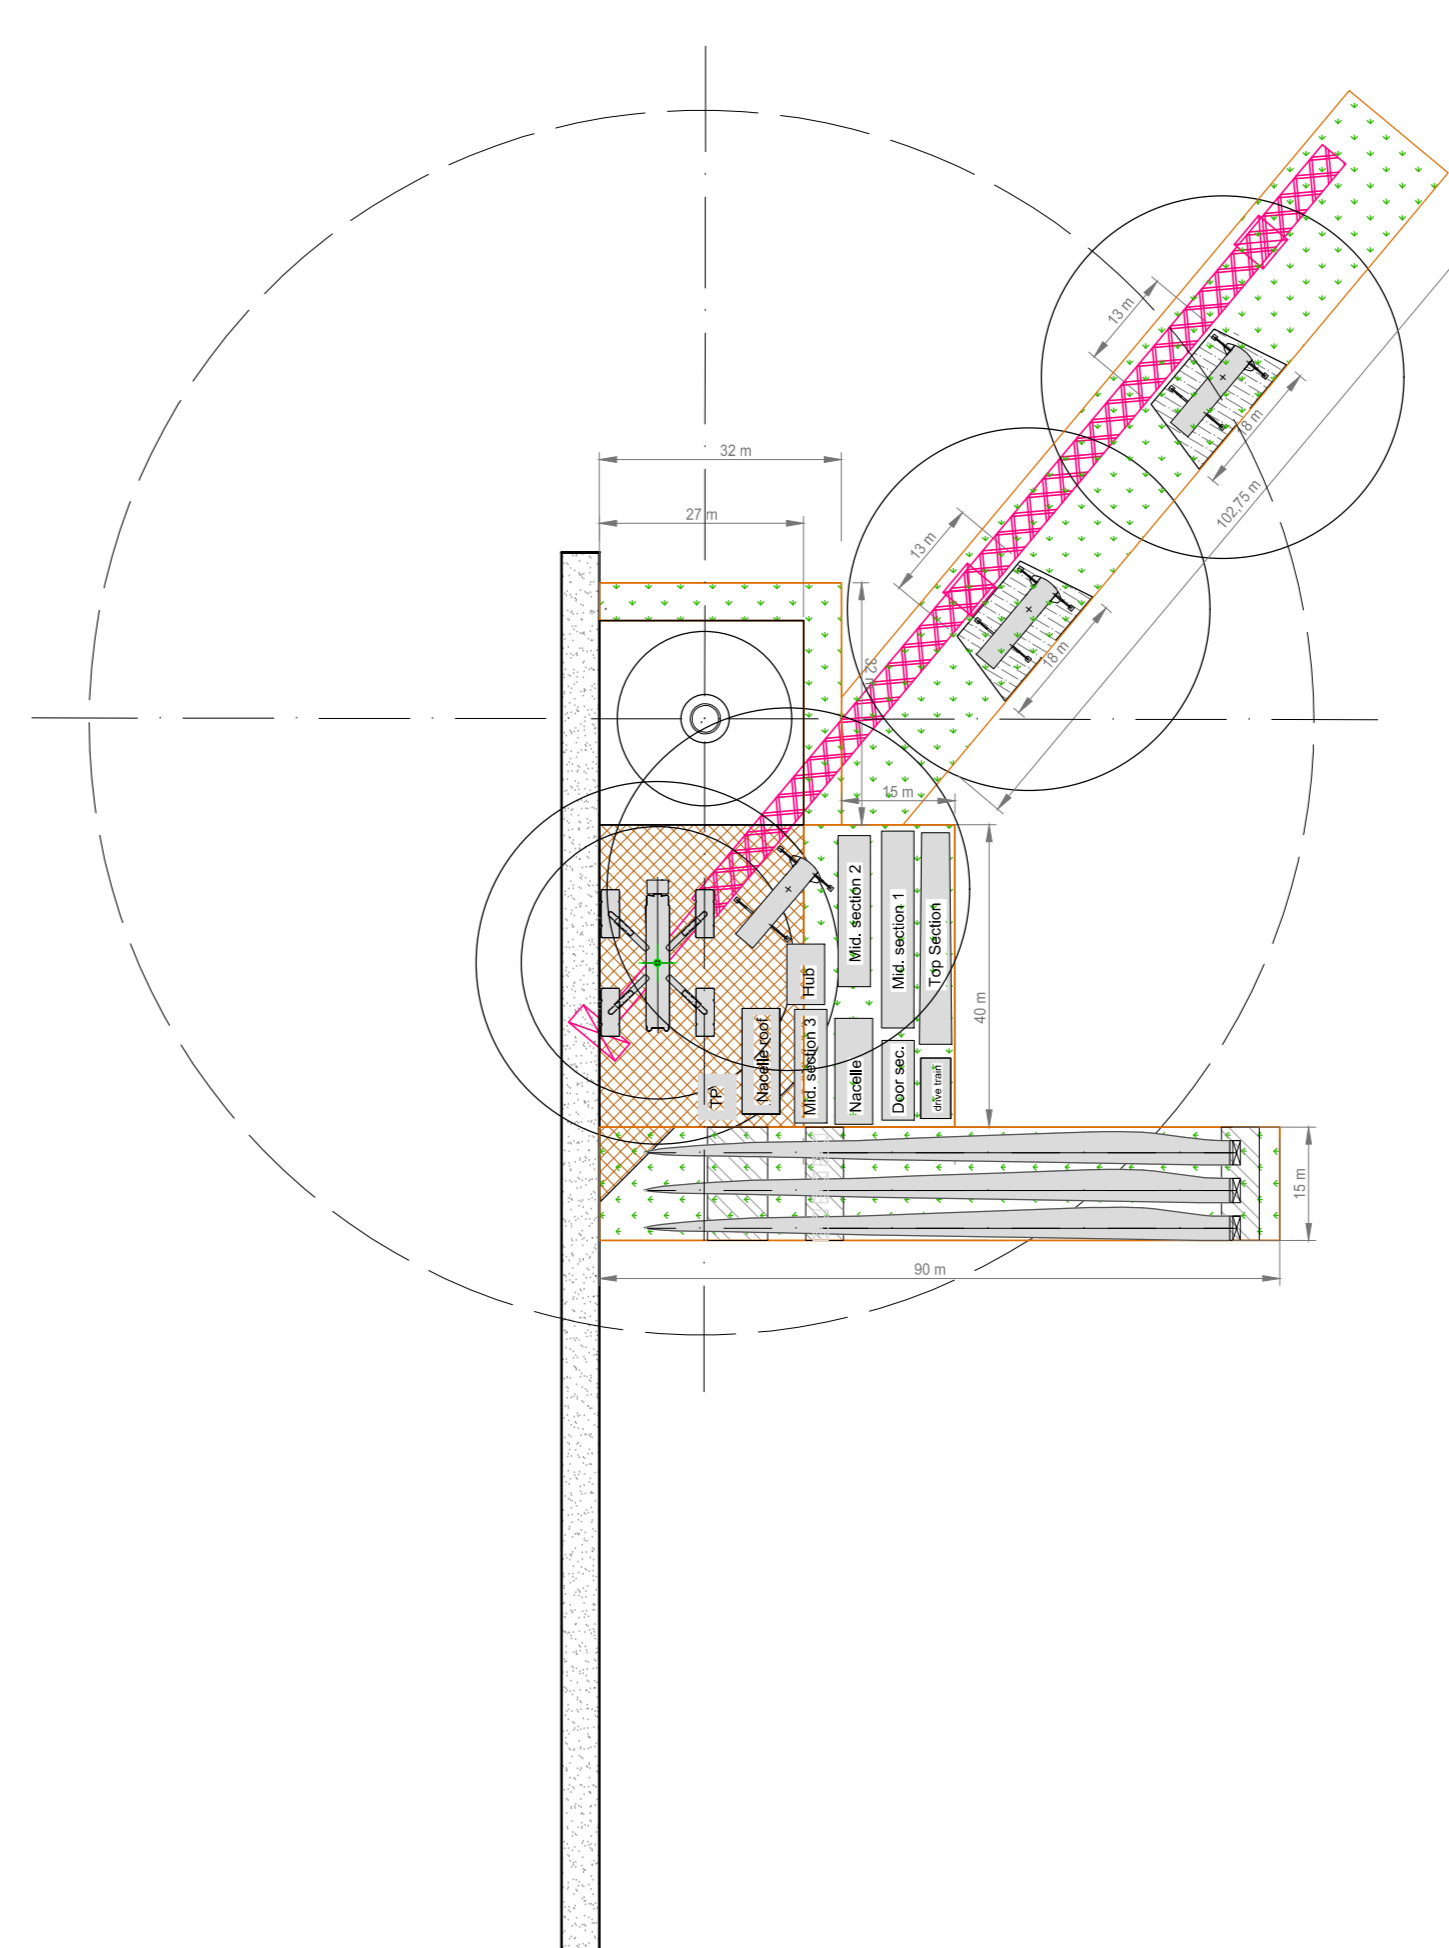 13 m
18 m
32 m
102,75 m
27 m
13 m
18 m
32 m
15 m
Mid. section 2
Mid. section 1
Top Section
Hub
40 m
Nacelle roof
Mid. section 3
Nacelle
Door sec.
drive train
TP
15 m
90 m